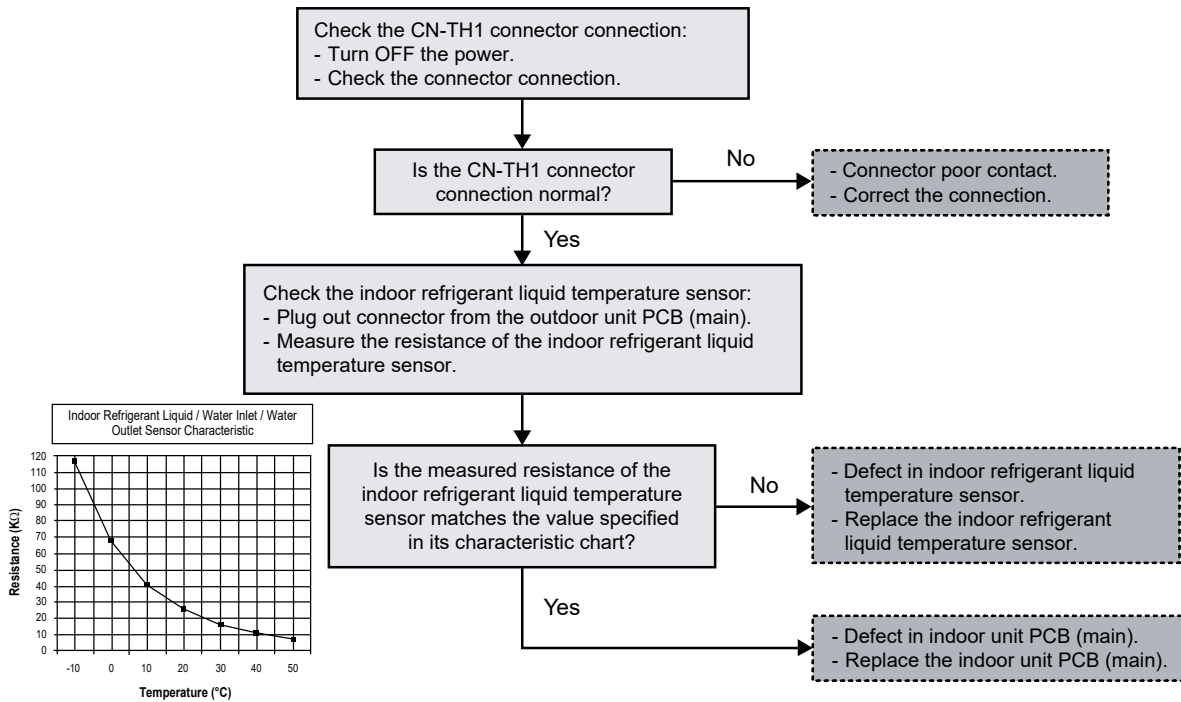 Check the CN-TH1 connector connection:
- Turn OFF the power.
- Check the connector connection.
Is the CN-TH1 connector
connection normal?
No
- Connector poor contact.
- Correct the connection.
Yes
Check the indoor refrigerant liquid temperature sensor:
- Plug out connector from the outdoor unit PCB (main).
- Measure the resistance of the indoor refrigerant liquid
temperature sensor.
Indoor Refrigerant Liquid / Water Inlet / Water
Outlet Sensor Characteristic
Resistance (KΩ)
120
110
100
90
80
70
60
50
40
30
20
10
0
-10 0 10 20 30 40 50
Temperature (°C)
Is the measured resistance of the
indoor refrigerant liquid temperature
sensor matches the value specified
in its characteristic chart?
No
- Defect in indoor refrigerant liquid
temperature sensor.
- Replace the indoor refrigerant
liquid temperature sensor.
Yes
- Defect in indoor unit PCB (main).
- Replace the indoor unit PCB (main).